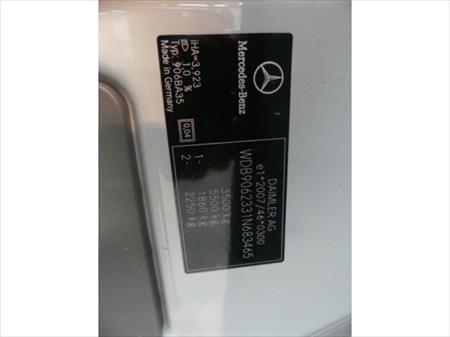 Mercedes-Benz
DAIMLER AG
e1*2007/46*0300
WDB9062331N683465
3500 kg
5500 kg
1- 1860 kg
2- 2250 kg
0,04
iHA=3,923
1,0 %
Typ: 906BA35
Made in Germany